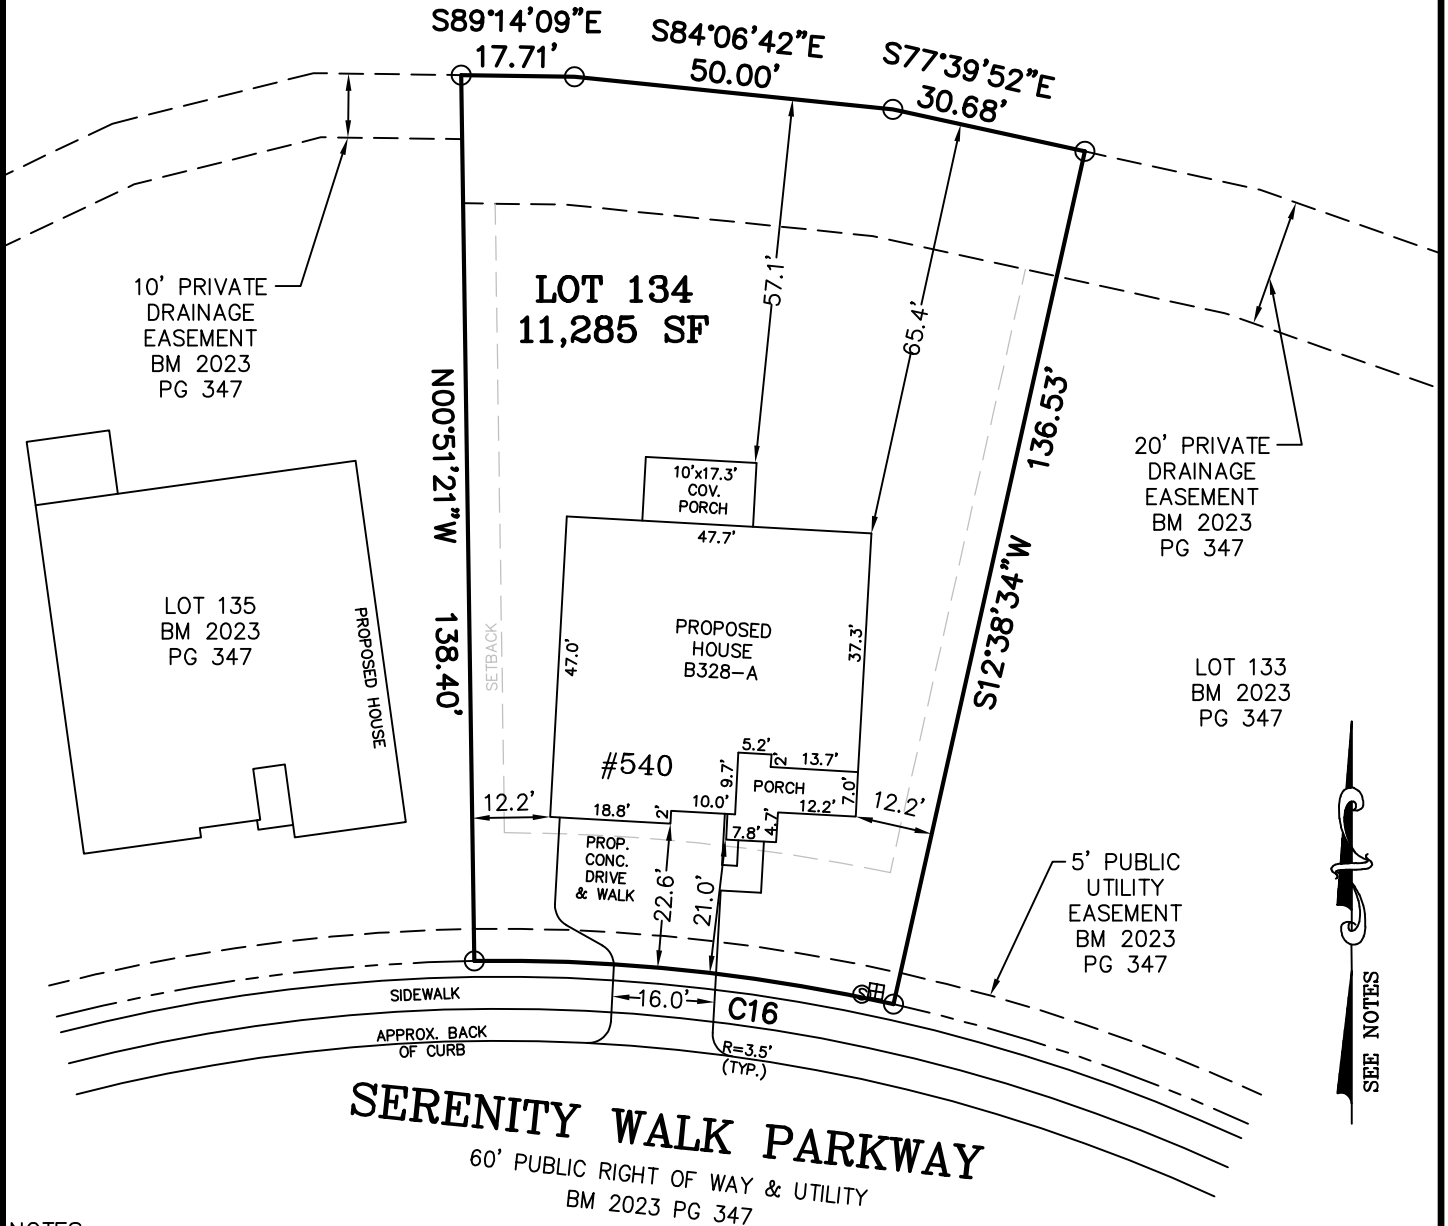 S89°14'09"E
17.71'
S84°06'42"E
50.00'
S77°39'52"E
30.68'
10' PRIVATE
DRAINAGE
EASEMENT
BM 2023
PG 347
LOT 134
11,285 SF
57.1'
65.4'
N00°51'21"W 138.40'
136.53'
S12°38'34"W
20' PRIVATE
DRAINAGE
EASEMENT
BM 2023
PG 347
10'x17.3'
COV.
PORCH
47.7'
LOT 135
BM 2023
PG 347
PROPOSED HOUSE
SETBACK
47.0'
PROPOSED
HOUSE
B328-A
37.3'
LOT 133
BM 2023
PG 347
#540
5.2'
2'
13.7'
9.7'
PORCH
7.0'
12.2'
18.8'
2'
10.0'
12.2'
12.2'
7.8'
4.7'
PROP.
CONC.
DRIVE
& WALK
22.6'
21.0'
5' PUBLIC
UTILITY
EASEMENT
BM 2023
PG 347
S
SIDEWALK
16.0'
C16
APPROX. BACK
OF CURB
R=3.5'
(TYP.)
SEE NOTES
SERENITY WALK PARKWAY
60' PUBLIC RIGHT OF WAY & UTILITY
BM 2023 PG 347
NOTES